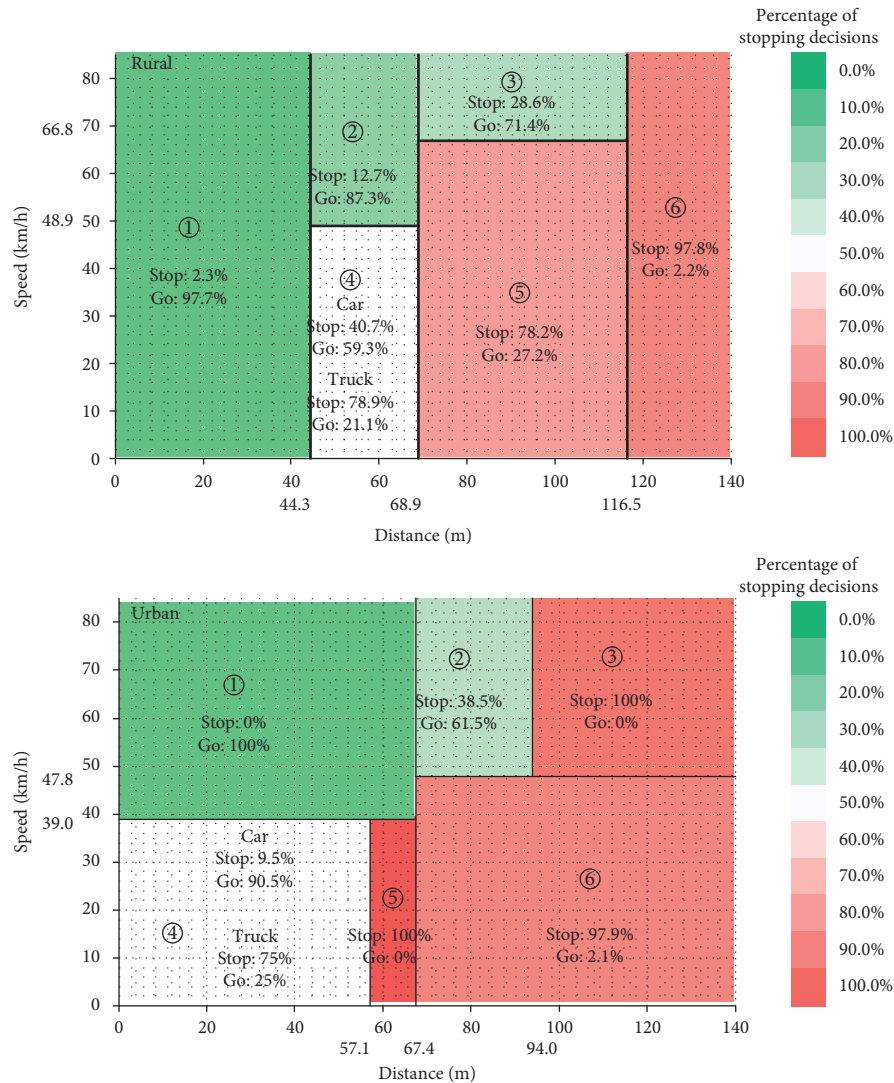 Percentage of
stopping decisions
Rural
80
70
66.8
60
50
48.9
40
30
20
10
0
Speed (km/h)
①
Stop: 2.3%
Go: 97.7%
②
Stop: 12.7%
Go: 87.3%
③
Stop: 28.6%
Go: 71.4%
④
Car
Stop: 40.7%
Go: 59.3%
Truck
Stop: 78.9%
Go: 21.1%
⑤
Stop: 78.2%
Go: 27.2%
⑥
Stop: 97.8%
Go: 2.2%
0 20 40 60 80 100 120 140
44.3 68.9 116.5
Distance (m)
0.0%
10.0%
20.0%
30.0%
40.0%
50.0%
60.0%
70.0%
80.0%
90.0%
100.0%
Percentage of
stopping decisions
Urban
80
70
60
50
47.8
40
39.0
30
20
10
0
Speed (km/h)
①
Stop: 0%
Go: 100%
②
Stop: 38.5%
Go: 61.5%
③
Stop: 100%
Go: 0%
Car
Stop: 9.5%
Go: 90.5%
④
Truck
Stop: 75%
Go: 25%
⑤
Stop: 100%
Go: 0%
⑥
Stop: 97.9%
Go: 2.1%
0 20 40 60 80 100 120 140
57.1 67.4 94.0
Distance (m)
0.0%
10.0%
20.0%
30.0%
40.0%
50.0%
60.0%
70.0%
80.0%
90.0%
100.0%